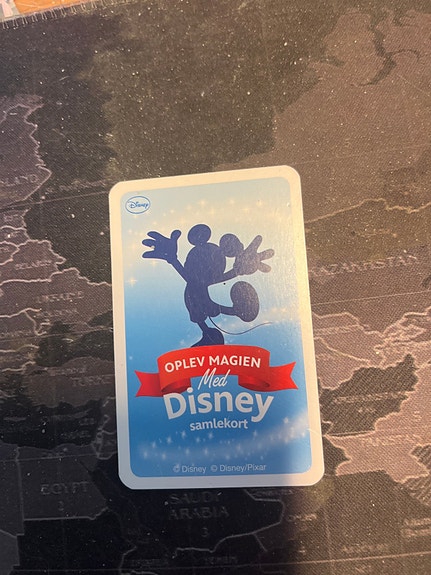 Disney
OPLEV MAGIEN
Med
Disney
samlekort
© Disney © Disney/Pixar
KAZAKHSTAN
EGYPT
SAUDI
ARABIA